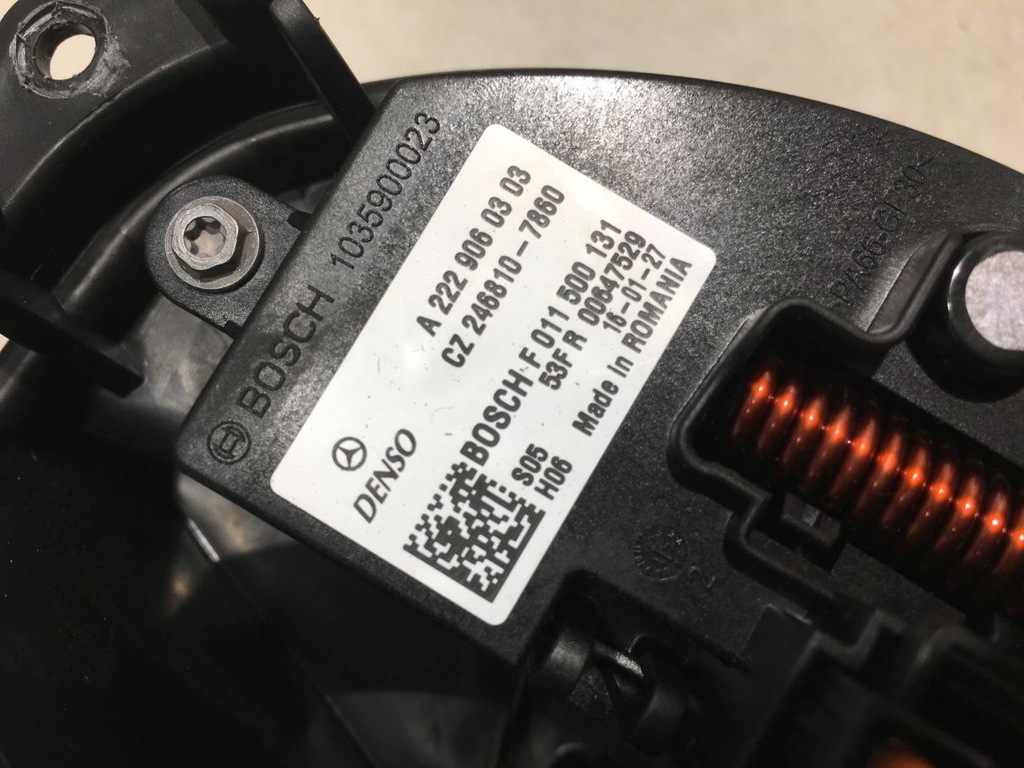 BOSCH 1035900023
A 222 906 03 03
CZ 246810-7860
DENSO
BOSCH F 011 500 131
S05 53F R 00647529
H06 16-01-27
Made in ROMANIA
2